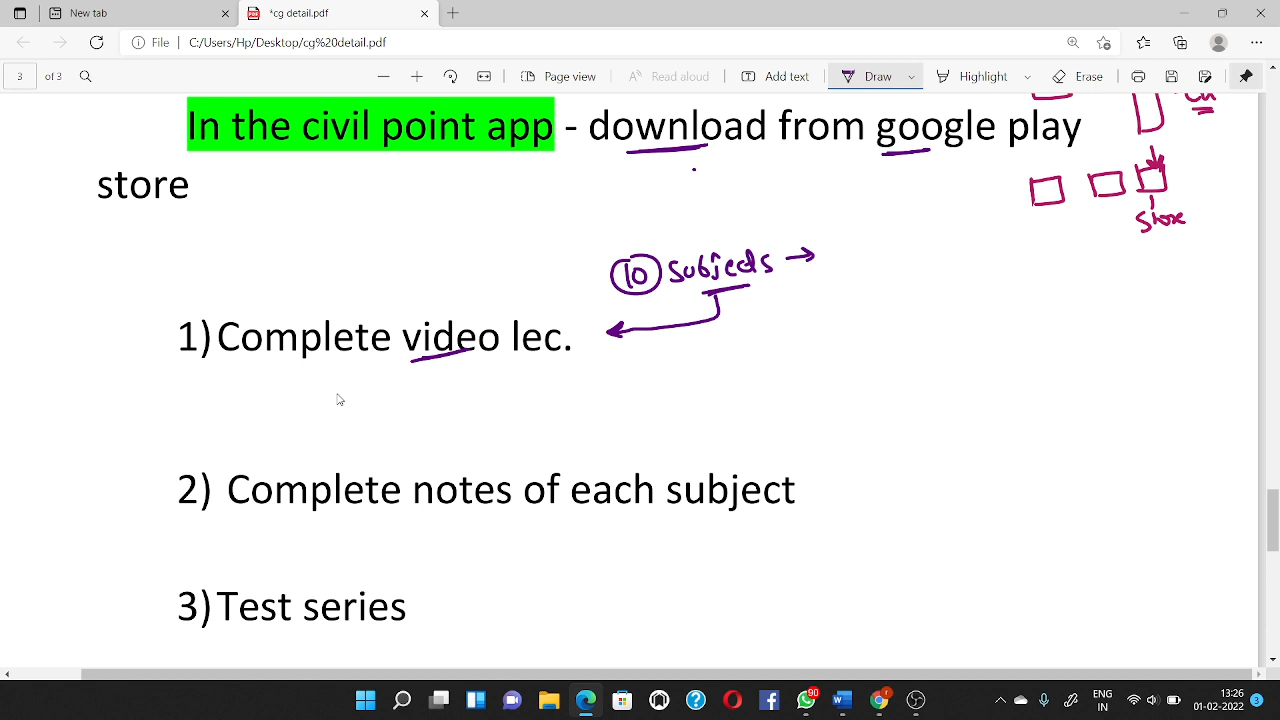 New tab
*cg detail.pdf
File
C:/Users/Hp/Desktop/cg%20detail.pdf
3 of 3
Page view
Read aloud
Add text
Draw
Highlight
Erase
In the civil point app - download from google play
store
store
10 subjects →
1) Complete video lec.
2) Complete notes of each subject
3) Test series
90
ENG
IN
13:26
01-02-2022
3